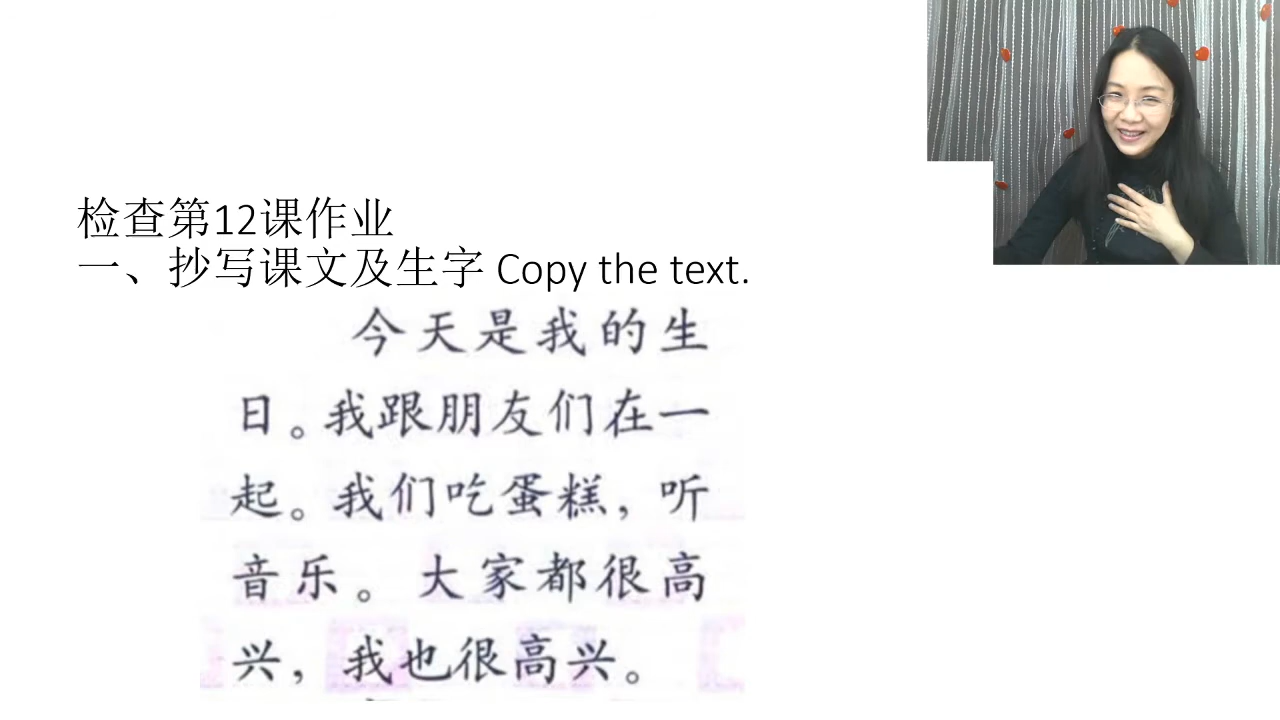 检查第12课作业
一、抄写课文及生字 Copy the text.
今天是我的生
日。我跟朋友们在一
起。我们吃蛋糕，听
音乐。大家都很高
兴，我也很高兴。